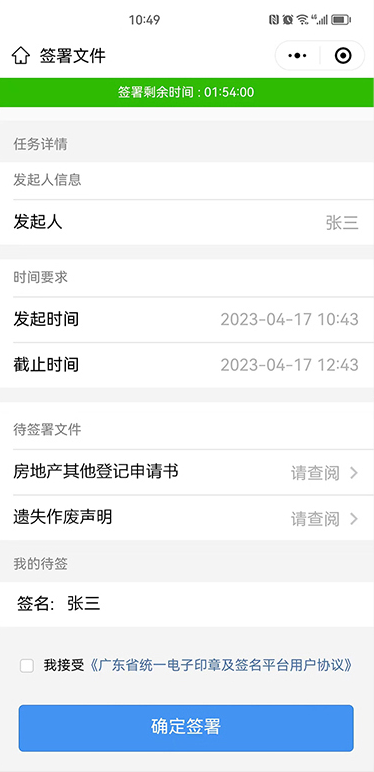 10:49
签署文件
签署剩余时间 : 01:54:00
任务详情
发起人信息
发起人 张三
时间要求
发起时间 2023-04-17 10:43
截止时间 2023-04-17 12:43
待签署文件
房地产其他登记申请书 请查阅
遗失作废声明 请查阅
我的待签
签名: 张三
我接受《广东省统一电子印章及签名平台用户协议》
确定签署